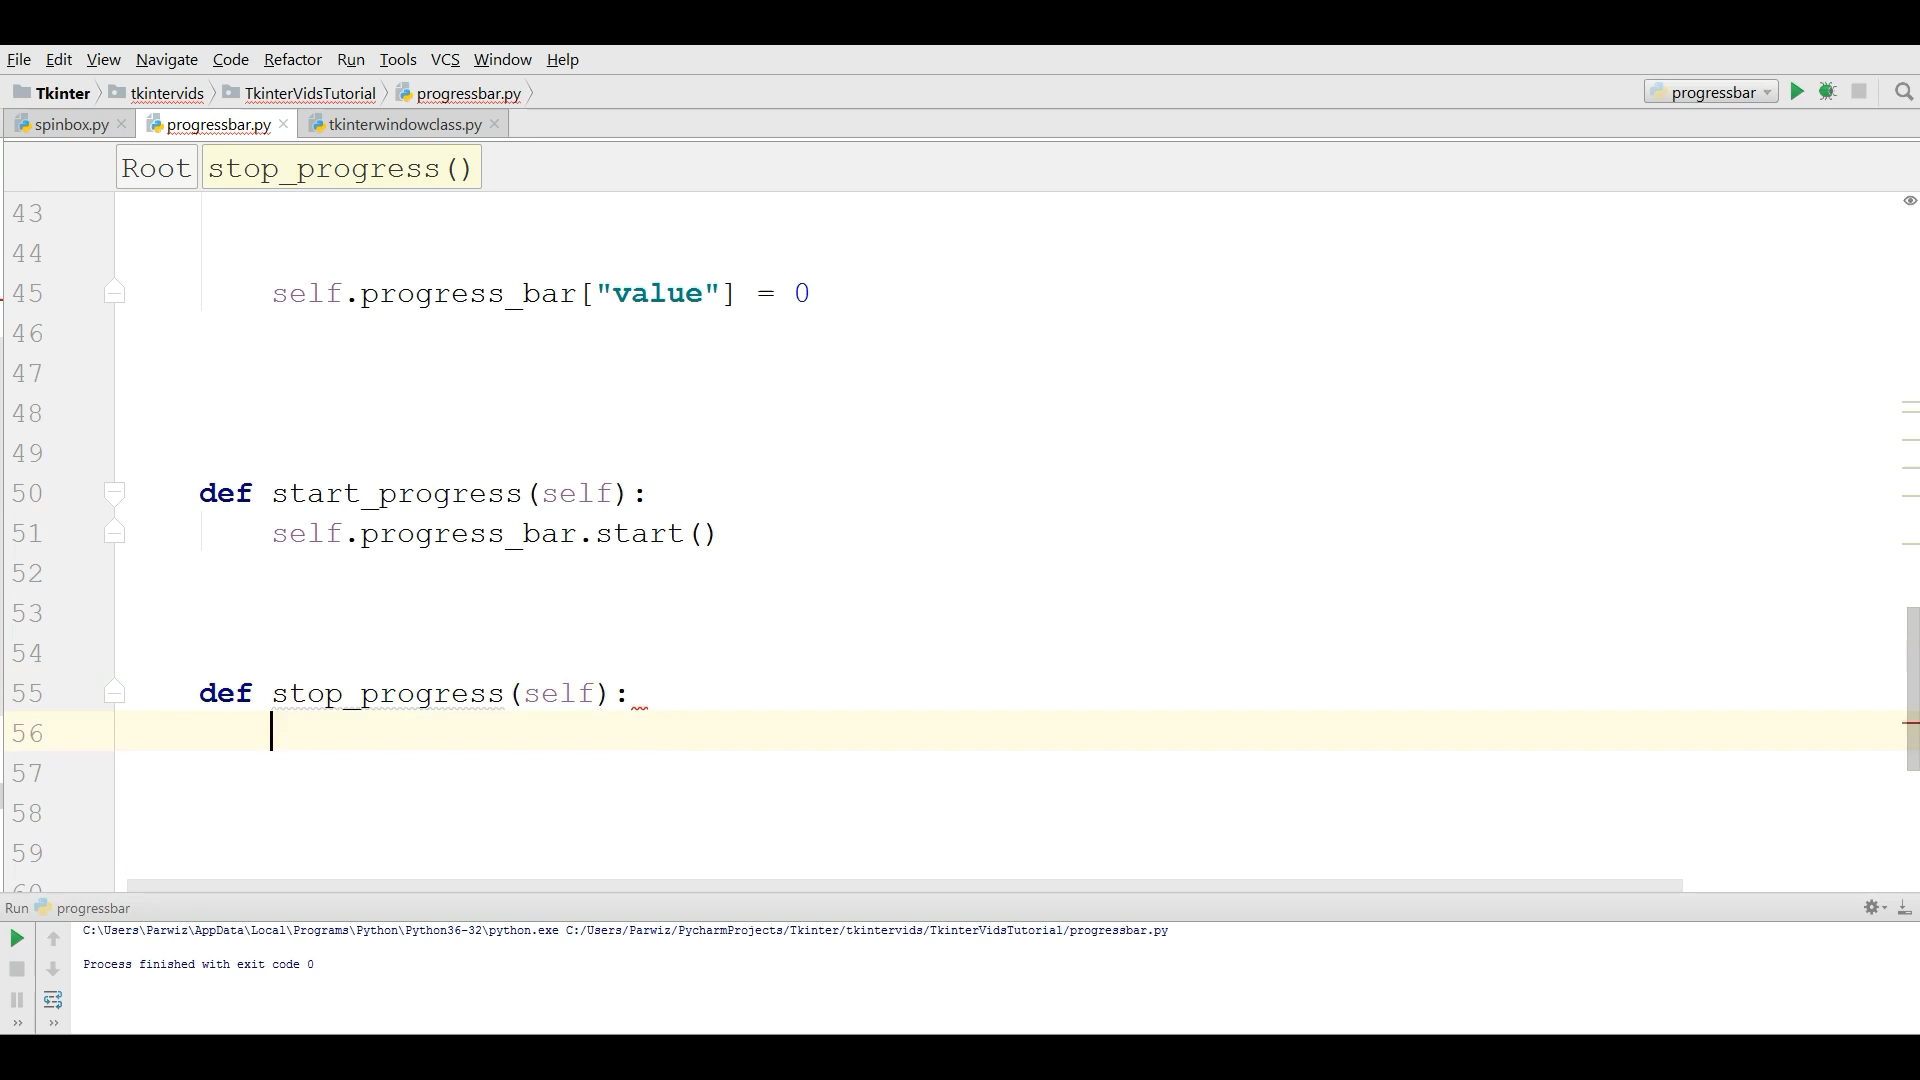 File Edit View Navigate Code Refactor Run Tools VCS Window Help
Tkinter tkintervids TkinterVidsTutorial progressbar.py progressbar
spinbox.py progressbar.py tkinterwindowclass.py
Root stop_progress()
43
44
45 self.progress_bar["value"] = 0
46
47
48
49
50 def start_progress(self):
51 self.progress_bar.start()
52
53
54
55 def stop_progress(self):
56
57
58
59
60
Run progressbar
C:\Users\Parwiz\AppData\Local\Programs\Python\Python36-32\python.exe C:/Users/Parwiz/PycharmProjects/Tkinter/tkintervids/TkinterVidsTutorial/progressbar.py
Process finished with exit code 0